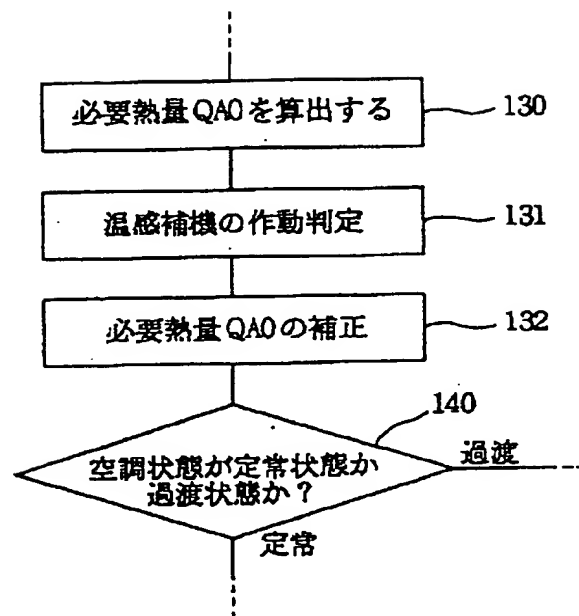 必要熱量QAOを算出する
130
温感補機の作動判定
131
必要熱量QAOの補正
132
140
空調状態が定常状態か
過渡状態か？
過渡
定常